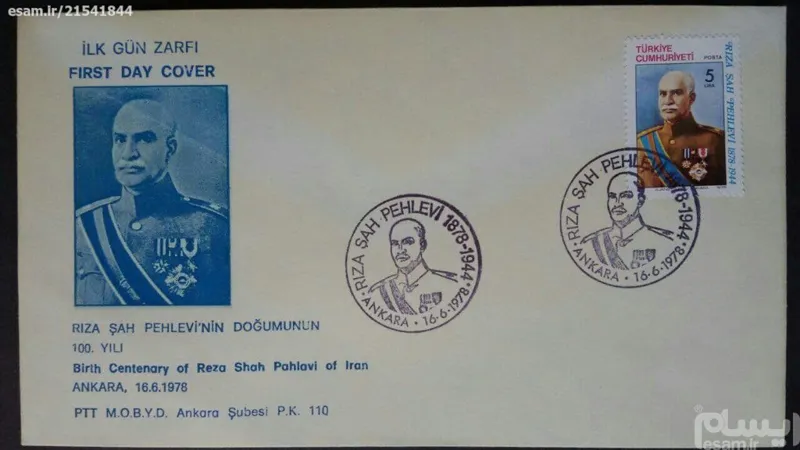 esam.ir/21541844
İLK GÜN ZARFI
FIRST DAY COVER
RIZA ŞAH PEHLEVİ'NİN DOĞUMUNUN
100. YILI
Birth Centenary of Reza Shah Pahlavi of Iran
ANKARA, 16.6.1978
PTT M.O.B.Y.D. Ankara Şubesi P.K. 110
RIZA ŞAH PEHLEVİ 1878-1944
ANKARA • 16-6-1978
TÜRKİYE
CUMHURİYETİ
POSTA
5
LİRA
RIZA ŞAH PEHLEVİ 1878-1944
RIZA ŞAH PEHLEVİ 1878-1944
ANKARA • 16-6-1978
ایسام
esam.ir